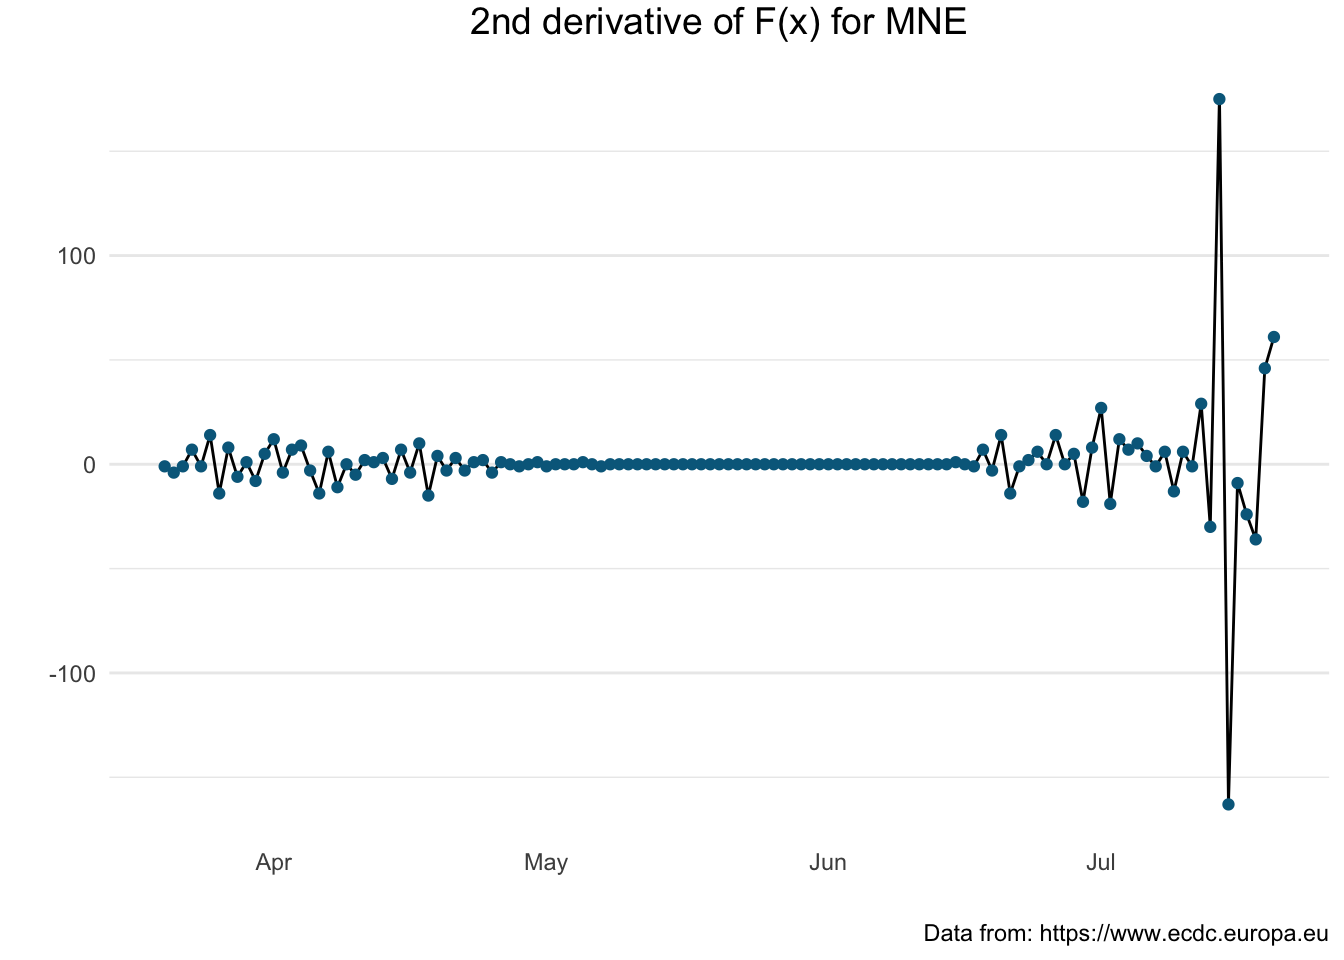 2nd derivative of F(x) for MNE
100
0
-100
Apr May Jun Jul
Data from: https://www.ecdc.europa.eu